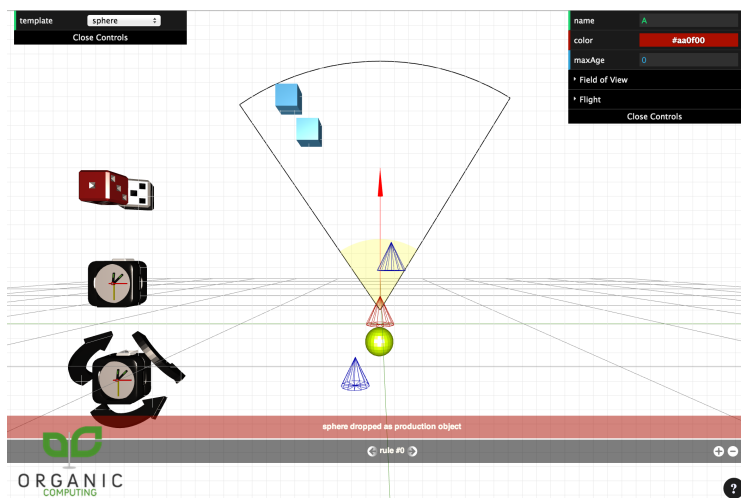 template sphere
Close Controls
name A
color #aa0f00
maxAge 0
Field of View
Flight
Close Controls
sphere dropped as production object
rule #0
ORGANIC
COMPUTING
?